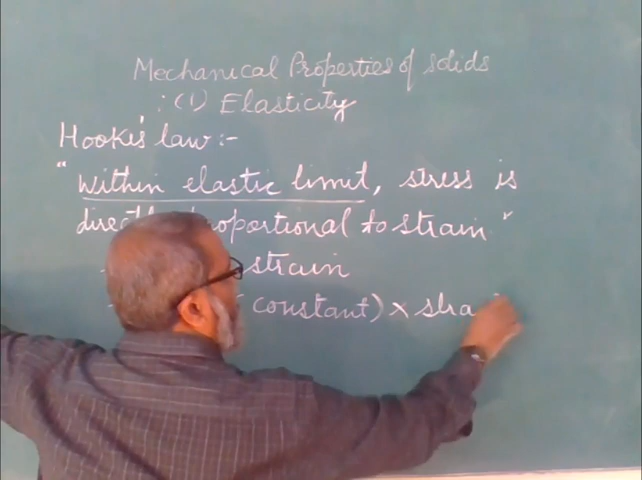 Mechanical Properties of solids
: (1) Elasticity
Hooke's law :-
" Within elastic limit, stress is
proportional to strain "
strain
(constant) × stra